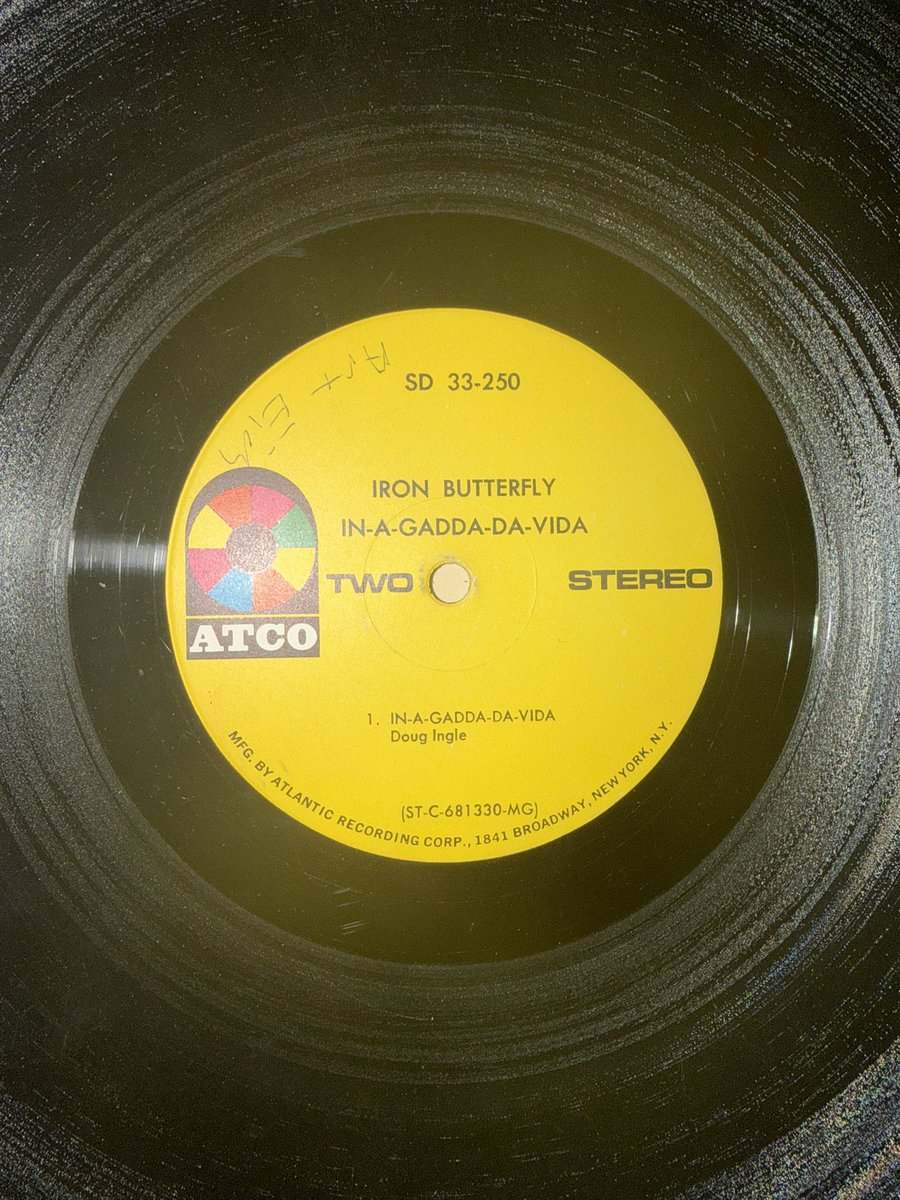 SD 33-250
IRON BUTTERFLY
IN-A-GADDA-DA-VIDA
TWO
STEREO
ATCO
1. IN-A-GADDA-DA-VIDA
Doug Ingle
(ST-C-681330-MG)
MFG. BY ATLANTIC RECORDING CORP., 1841 BROADWAY, NEW YORK, N.Y.